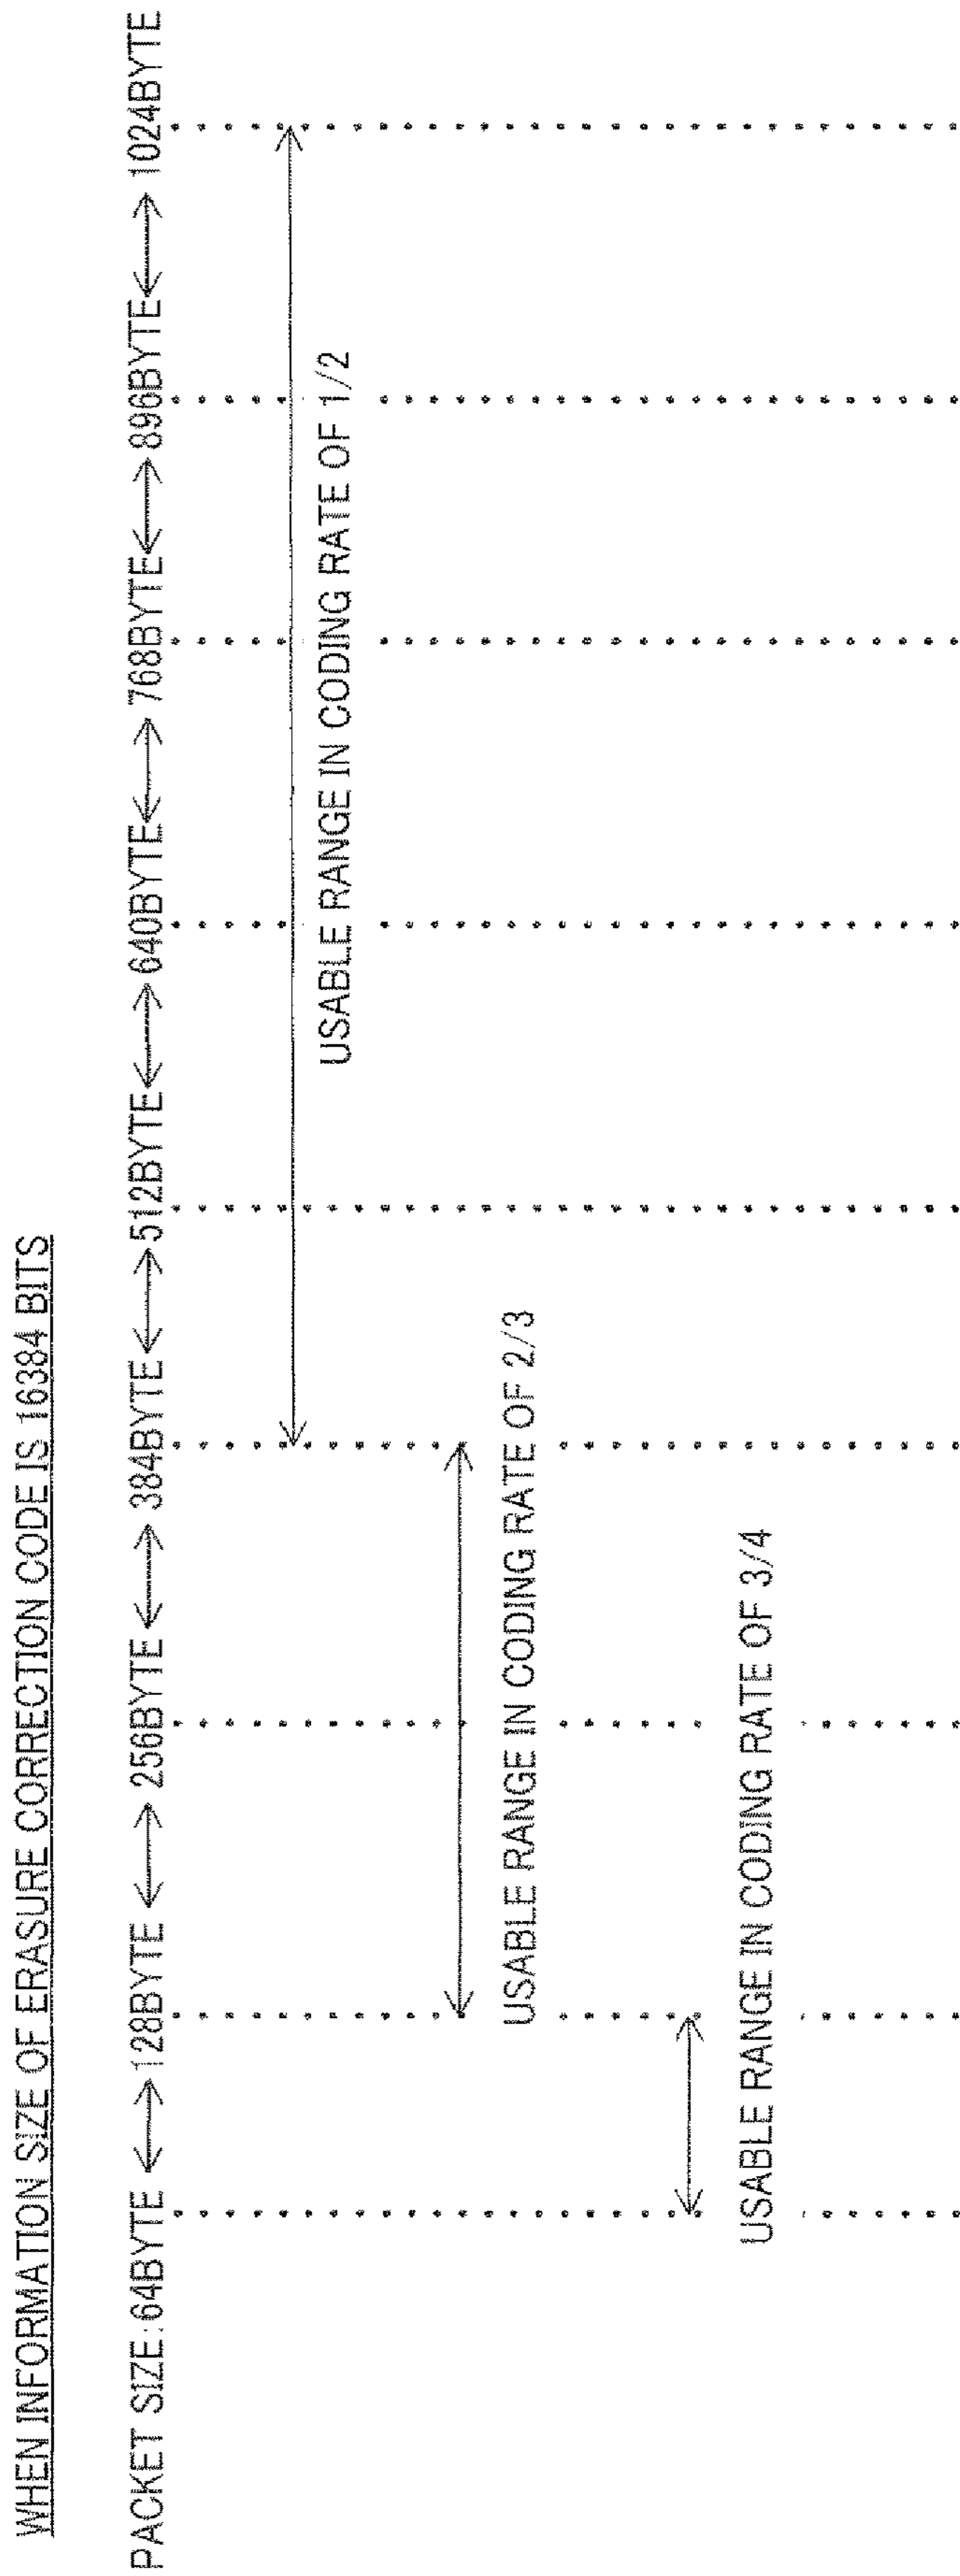 WHEN INFORMATION SIZE OF ERASURE CORRECTION CODE IS 16384 BITS
PACKET SIZE:64BYTE 128BYTE 256BYTE 384BYTE 512BYTE 640BYTE 768BYTE 896BYTE 1024BYTE
USABLE RANGE IN CODING RATE OF 1/2
USABLE RANGE IN CODING RATE OF 2/3
USABLE RANGE IN CODING RATE OF 3/4